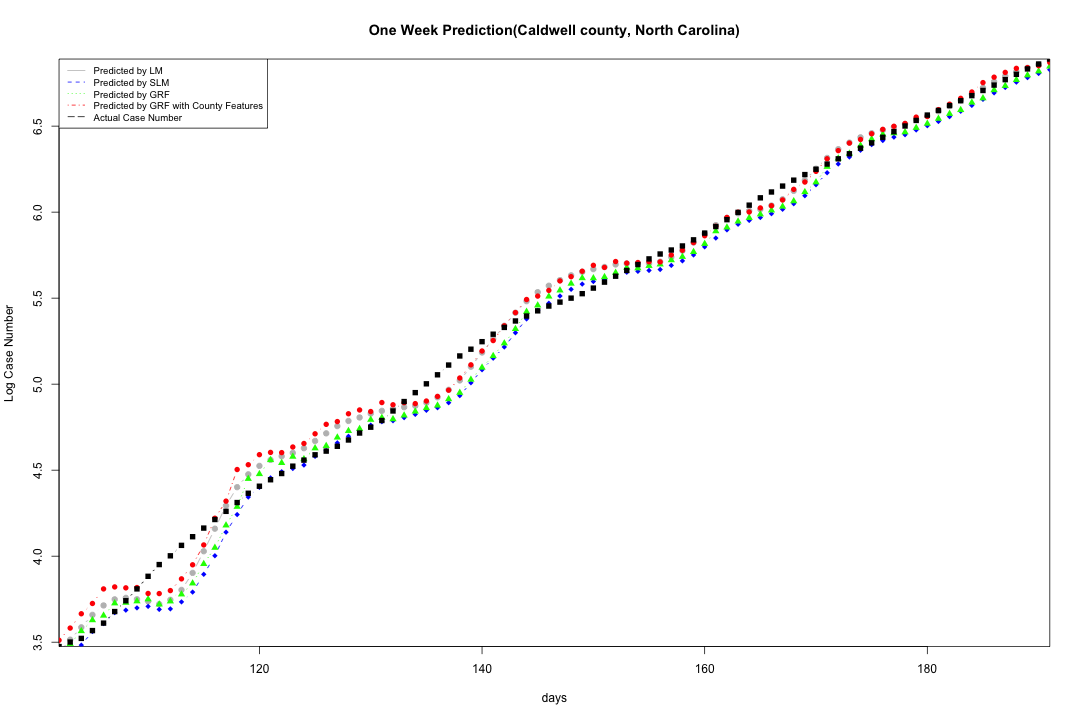 One Week Prediction(Caldwell county, North Carolina)
Predicted by LM
Predicted by SLM
Predicted by GRF
Predicted by GRF with County Features
Actual Case Number
Log Case Number
6.5
6.0
5.5
5.0
4.5
4.0
3.5
120 140 160 180
days